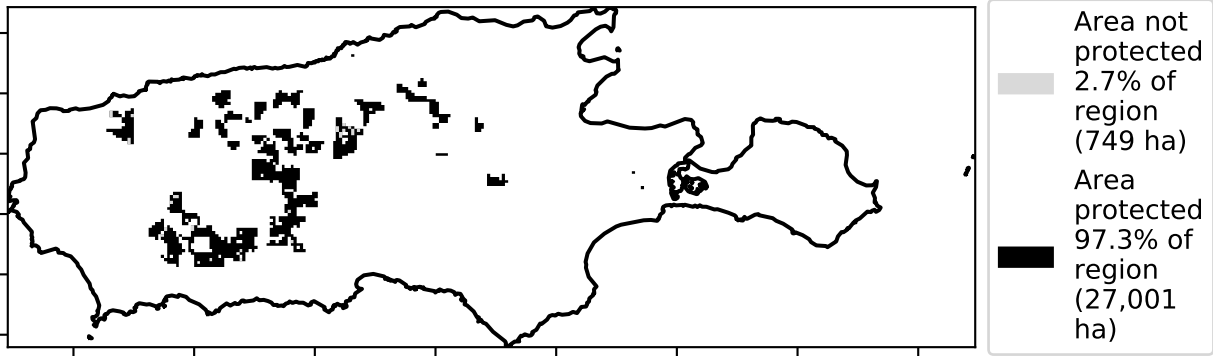 Area not
protected
2.7% of
region
(749 ha)
Area
protected
97.3% of
region
(27,001
ha)